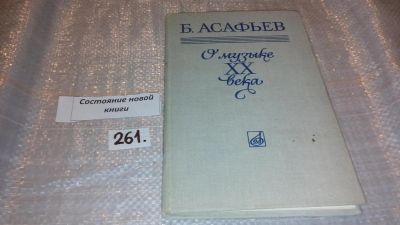 Б. АСАФЬЕВ
О музыке
XX
века
Состояние новой
книги
261.